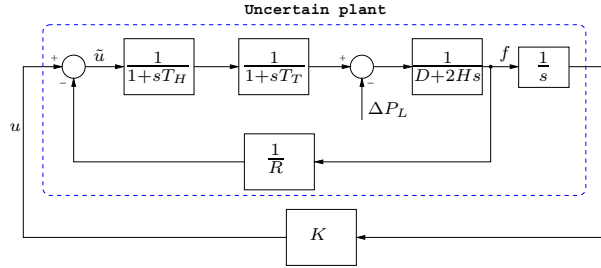 Uncertain plant
+ ũ 1/(1+sT_H) 1/(1+sT_T) + 1/(D+2Hs) f 1/s
− −
ΔP_L
u
1/R
K